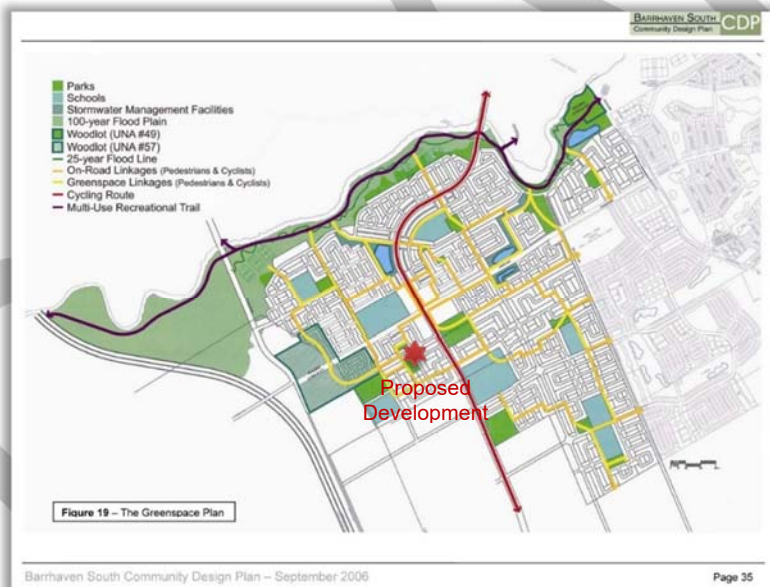 BARRHAVEN SOUTH
Community Design Plan
CDP
Parks
Schools
Stormwater Management Facilities
100-year Flood Plain
Woodlot (UNA #49)
Woodlot (UNA #57)
25-year Flood Line
On-Road Linkages (Pedestrians & Cyclists)
Greenspace Linkages (Pedestrians & Cyclists)
Cycling Route
Multi-Use Recreational Trail
Proposed
Development
Figure 19 – The Greenspace Plan
Barrhaven South Community Design Plan – September 2006
Page 35